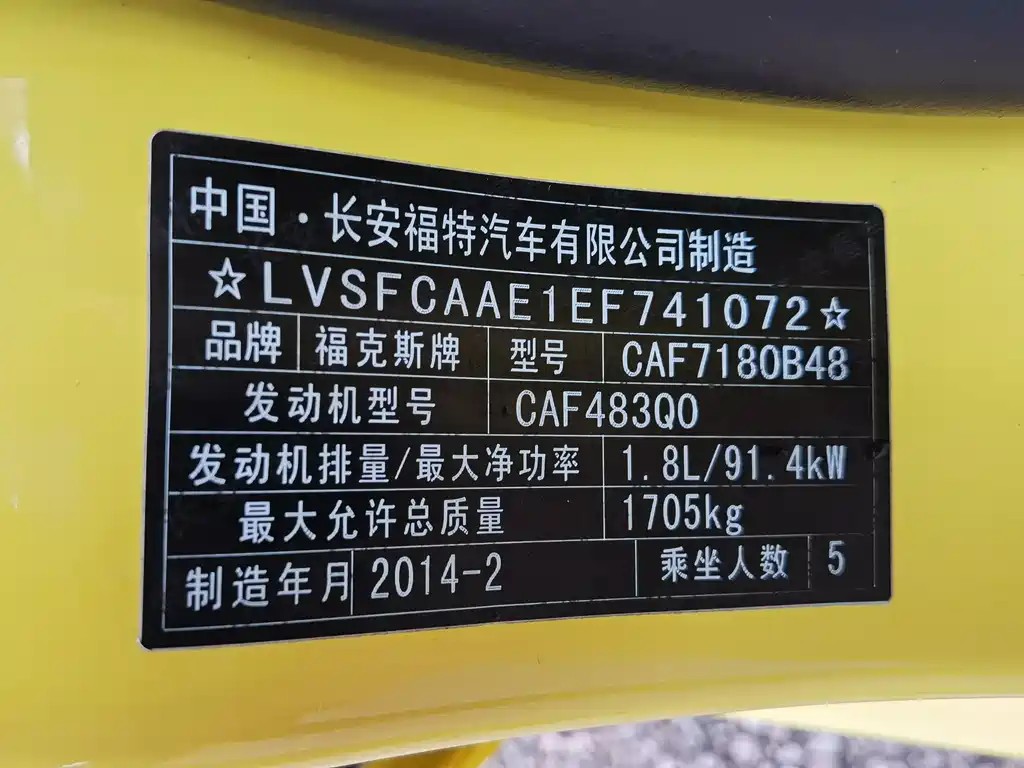 中国·长安福特汽车有限公司制造
☆LVSFCAAE1EF741072☆
品牌 福克斯牌 型号 CAF7180B48
发动机型号 CAF483Q0
发动机排量/最大净功率 1.8L/91.4kW
最大允许总质量 1705kg
制造年月 2014-2 乘坐人数 5